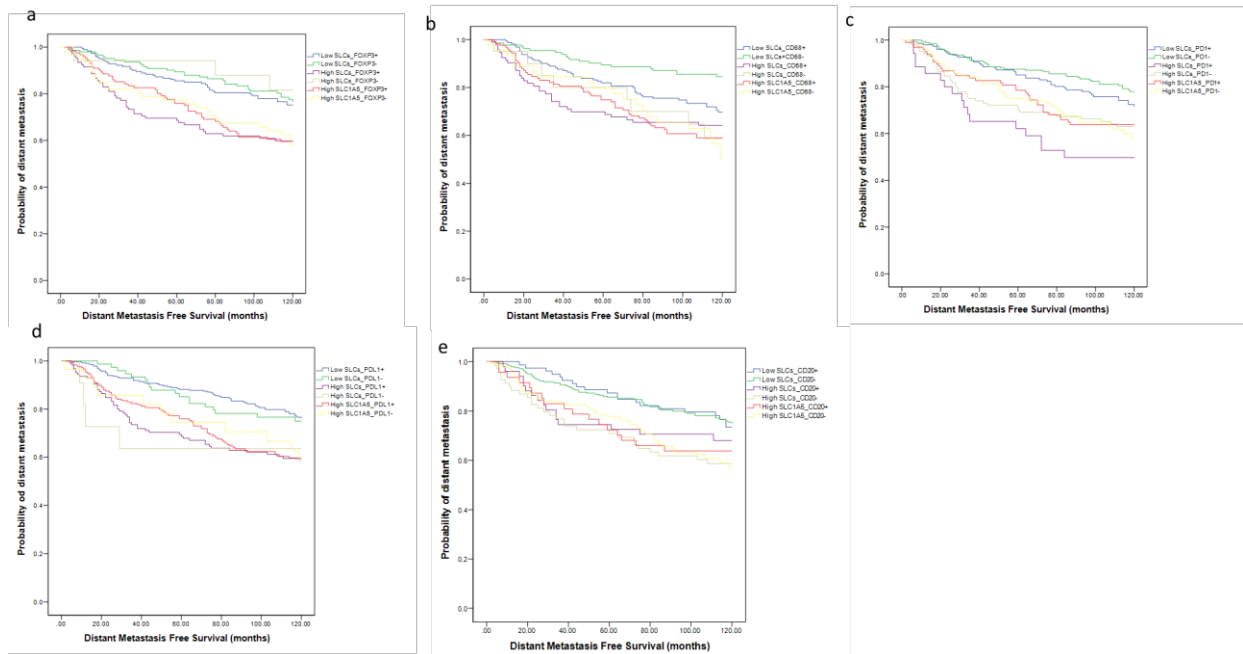 a
Probability of distant metastasis
1.0
0.8
0.6
0.4
0.2
0.0
.00 20.00 40.00 60.00 80.00 100.00 120.00
Distant Metastasis Free Survival (months)
Low SLCs_FOXP3+
Low SLCs_FOXP3-
High SLCs_FOXP3+
High SLCs_FOXP3-
High SLC1A5_FOXP3+
High SLC1A5_FOXP3-
b
Probability of distant metastasis
1.0
0.8
0.6
0.4
0.2
0.0
.00 20.00 40.00 60.00 80.00 100.00 120.00
Distant Metastasis Free Survival (months)
Low SLCs_CD68+
Low SLCs+CD68-
High SLCs_CD68+
High SLCs_CD68-
High SLC1A5_CD68+
High SLC1A5_CD68-
c
Probability of distant metastasis
1.0
0.8
0.6
0.4
0.2
0.0
.00 20.00 40.00 60.00 80.00 100.00 120.00
Distant Metastasis Free Survival (months)
Low SLCs_PD1+
Low SLCs_PD1-
High SLCs_PD1+
High SLCs_PD1-
High SLC1A5_PD1+
High SLC1A5_PD1-
d
Probability od distant metastasis
1.0
0.8
0.6
0.4
0.2
0.0
.00 20.00 40.00 60.00 80.00 100.00 120.00
Distant Metastasis Free Survival (months)
Low SLCs_PDL1+
Low SLCs_PDL1-
High SLCs_PDL1+
High SLCs_PDL1-
High SLC1A5_PDL1+
High SLC1A5_PDL1-
e
Probability of distant metastasis
1.0
0.8
0.6
0.4
0.2
0.0
.00 20.00 40.00 60.00 80.00 100.00 120.00
Distant Metastasis Free Survival (months)
Low SLCs_CD20+
Low SLCs_CD20-
High SLCs_CD20+
High SLCs_CD20-
High SLC1A5_CD20+
High SLC1A5_CD20-